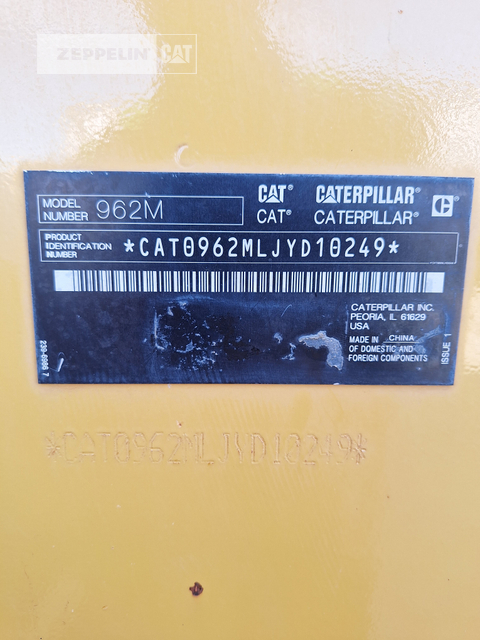 ZEPPELIN CAT
MODEL NUMBER 962M
CAT® CATERPILLAR®
CAT® CATERPILLAR®
PRODUCT IDENTIFICATION NUMBER *CAT0962MLJYD10249*
CATERPILLAR INC.
PEORIA, IL 61629
USA
MADE IN CHINA
OF DOMESTIC AND
FOREIGN COMPONENTS
ISSUE 1
*CAT0962MLJYD10249*